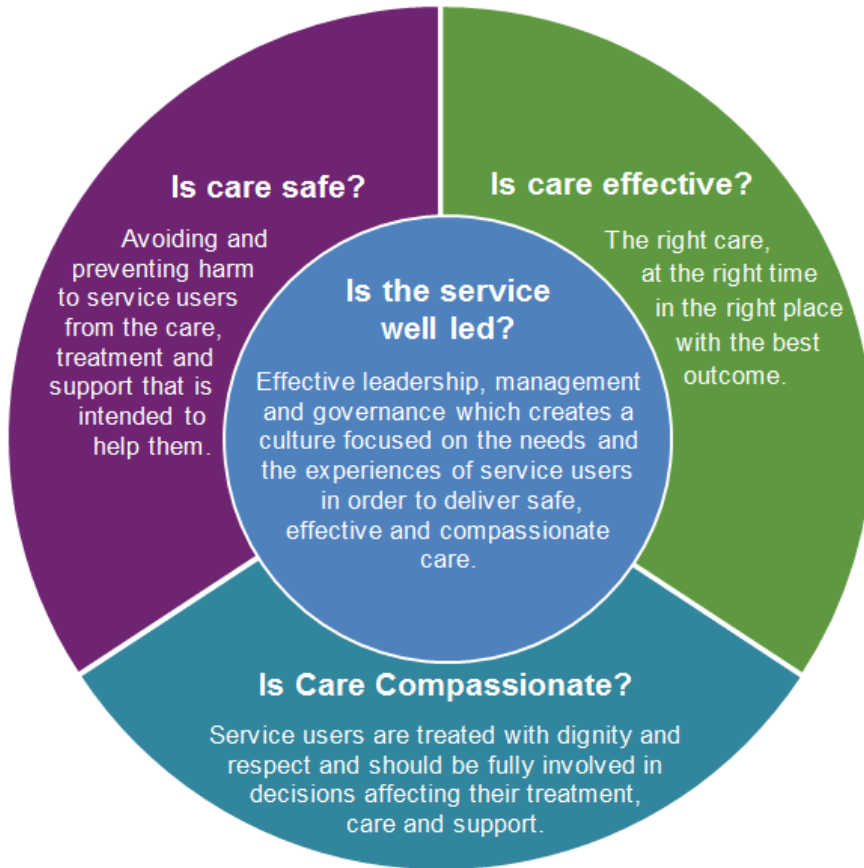 Is care safe?
Avoiding and
preventing harm
to service users
from the care,
treatment and
support that is
intended to
help them.
Is care effective?
The right care,
at the right time
in the right place
with the best
outcome.
Is the service
well led?
Effective leadership, management
and governance which creates a
culture focused on the needs and
the experiences of service users
in order to deliver safe,
effective and compassionate
care.
Is Care Compassionate?
Service users are treated with dignity and
respect and should be fully involved in
decisions affecting their treatment,
care and support.